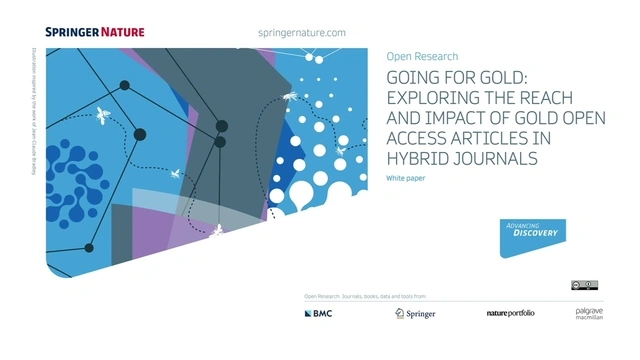 SPRINGER NATURE
springernature.com
Illustration inspired by the work of Jean-Claude Bradley
Open Research
GOING FOR GOLD:
EXPLORING THE REACH
AND IMPACT OF GOLD OPEN
ACCESS ARTICLES IN
HYBRID JOURNALS
White paper
ADVANCING
DISCOVERY
Open Research. Journals, books, data and tools from:
BMC
Springer
natureportfolio
palgrave
macmillan